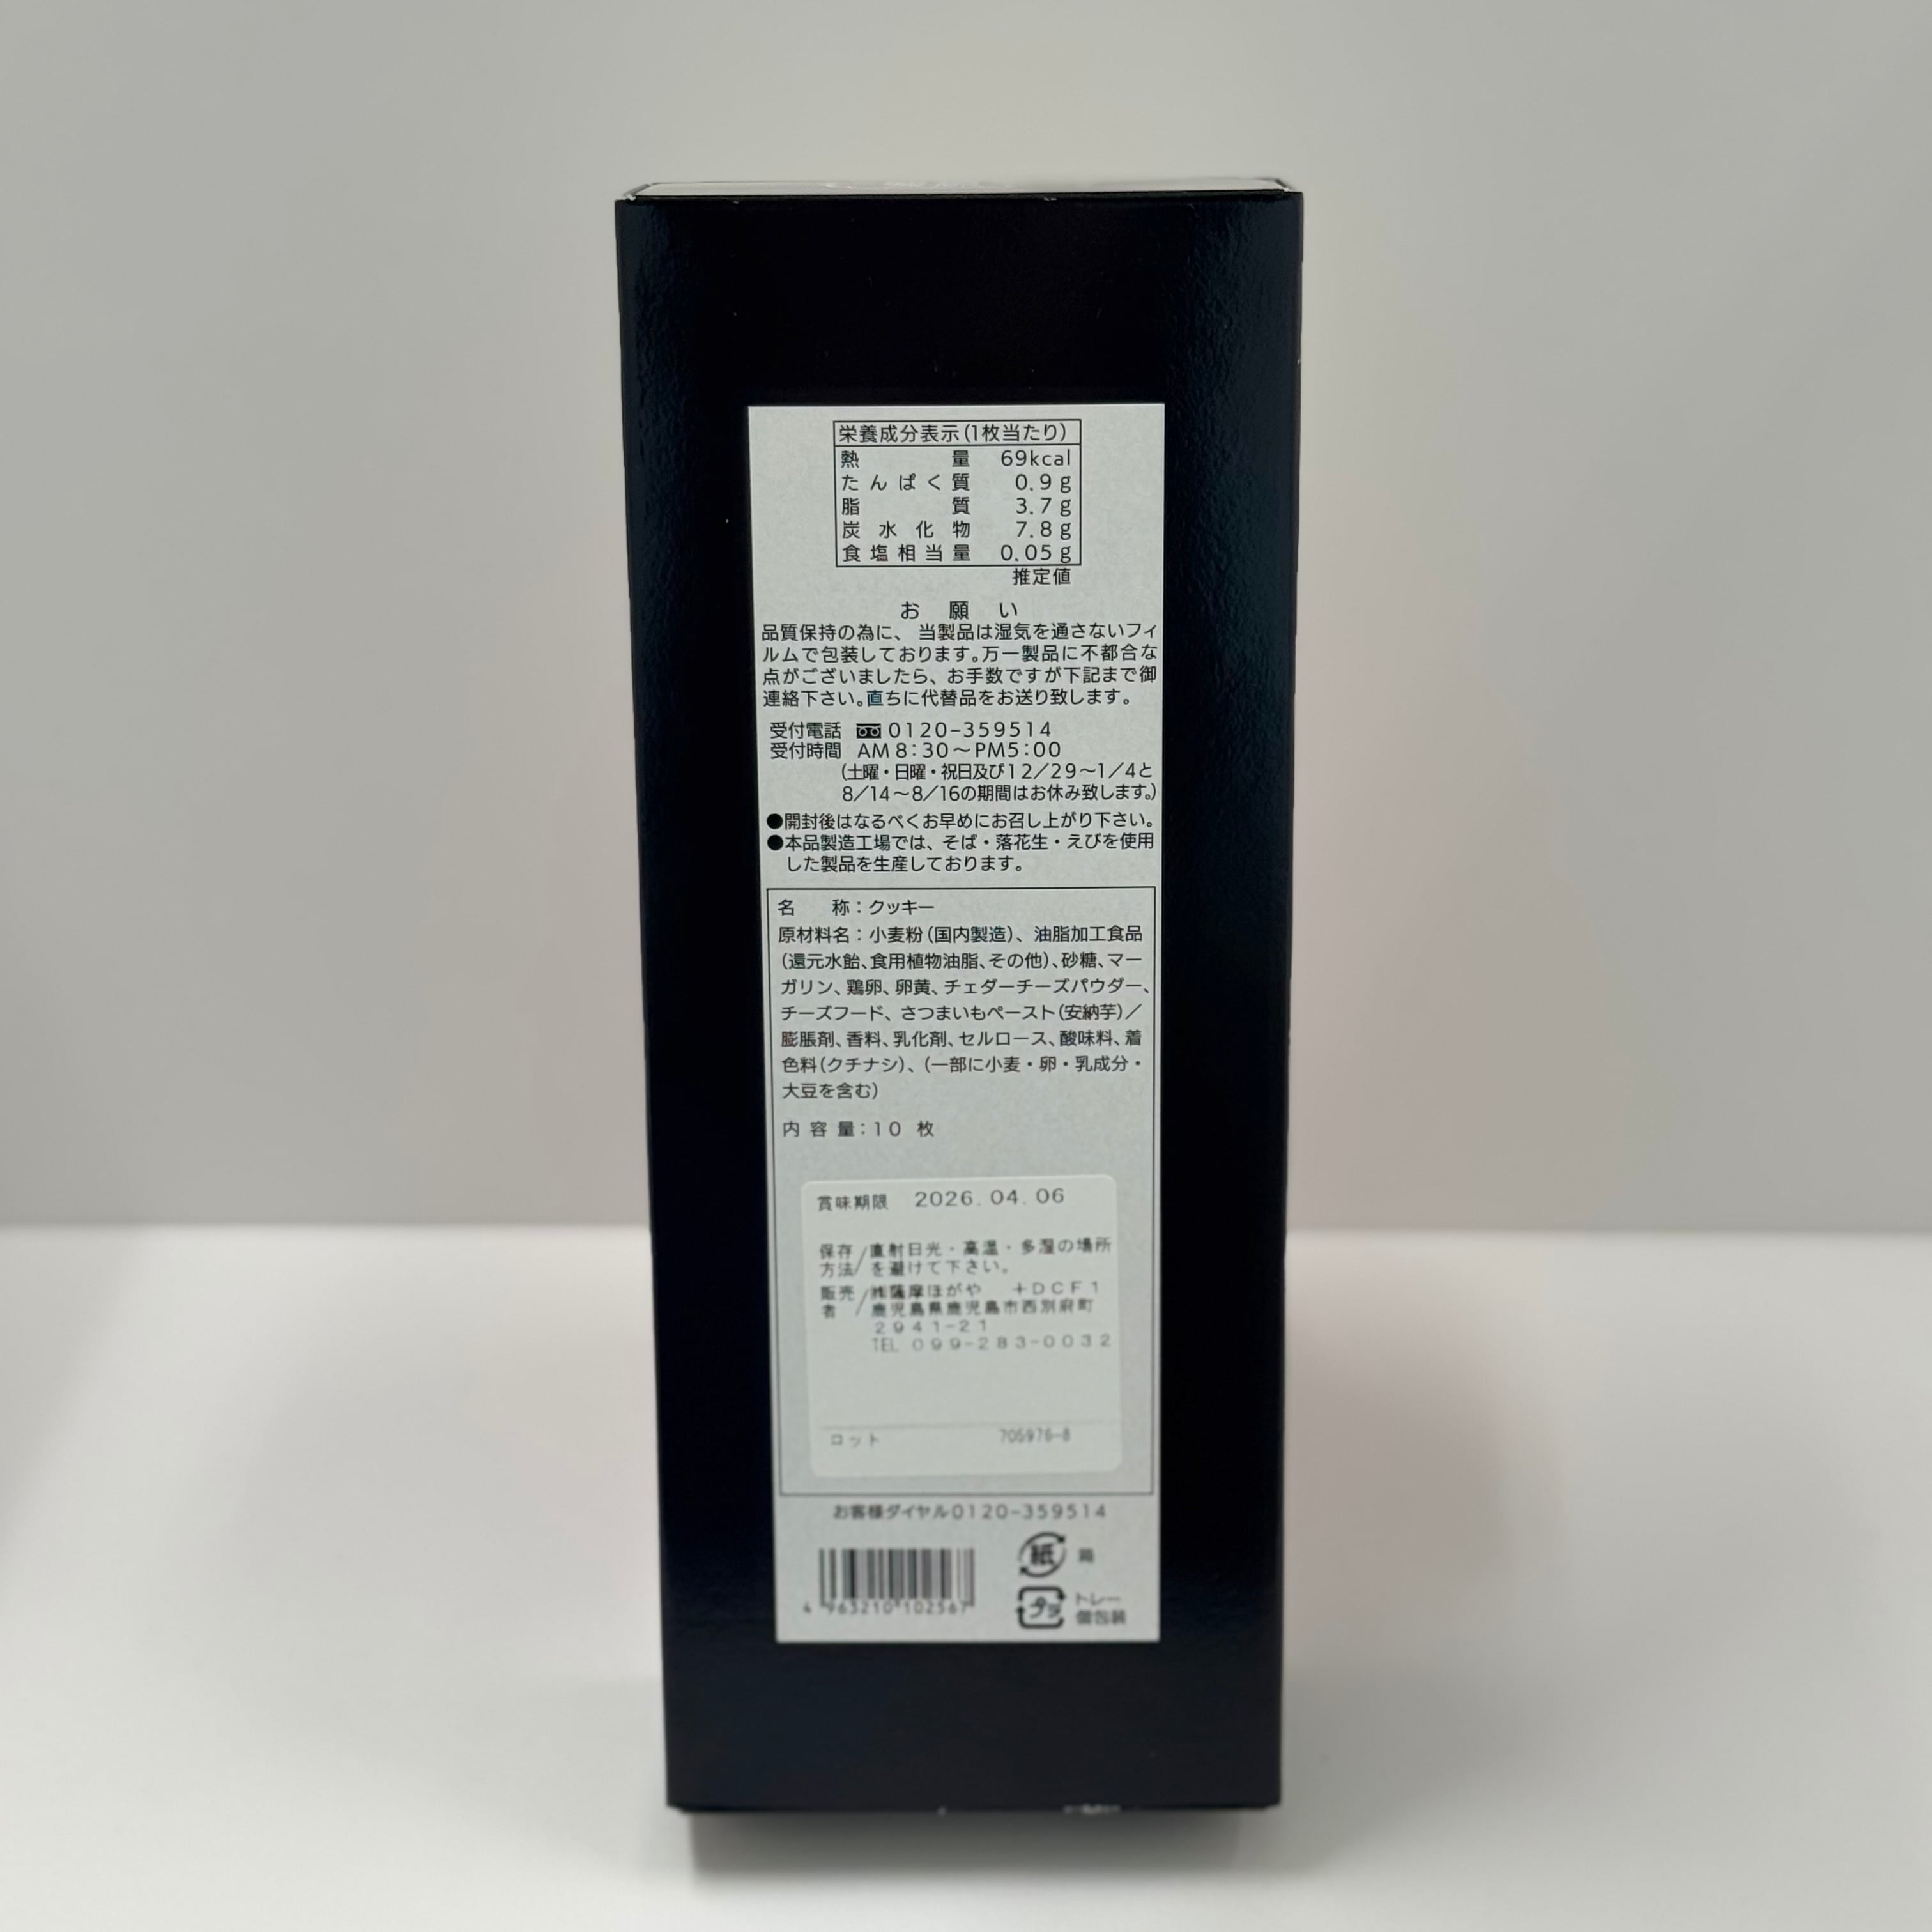 栄養成分表示(1枚当たり)
熱量 69kcal
たんぱく質 0.9g
脂質 3.7g
炭水化物 7.8g
食塩相当量 0.05g
推定値
お願い
品質保持の為に、当製品は湿気を通さないフィ
ルムで包装しております。万一製品に不都合な
点がございましたら、お手数ですが下記まで御
連絡下さい。直ちに代替品をお送り致します。
受付電話 0120-359514
受付時間 AM8:30〜PM5:00
(土曜・日曜・祝日及び12/29〜1/4と
8/14〜8/16の期間はお休み致します。)
●開封後はなるべくお早めにお召し上がり下さい。
●本品製造工場では、そば・落花生・えびを使用
した製品を生産しております。
名称:クッキー
原材料名:小麦粉(国内製造)、油脂加工食品
(還元水飴、食用植物油脂、その他)、砂糖、マー
ガリン、鶏卵、卵黄、チェダーチーズパウダー、
チーズフード、さつまいもペースト(安納芋)/
膨脹剤、香料、乳化剤、セルロース、酸味料、着
色料(クチナシ)、(一部に小麦・卵・乳成分・
大豆を含む)
内容量:10枚
賞味期限 2026.04.06
保存方法/直射日光・高温・多湿の場所
を避けて下さい。
販売者/㈱薩摩ほがや +DCF1
鹿児島県鹿児島市西別府町
2941-21
TEL 099-283-0032
ロット 705976-8
お客様ダイヤル0120-359514
紙 箱
プラ トレー
個包装
4 963210 102567